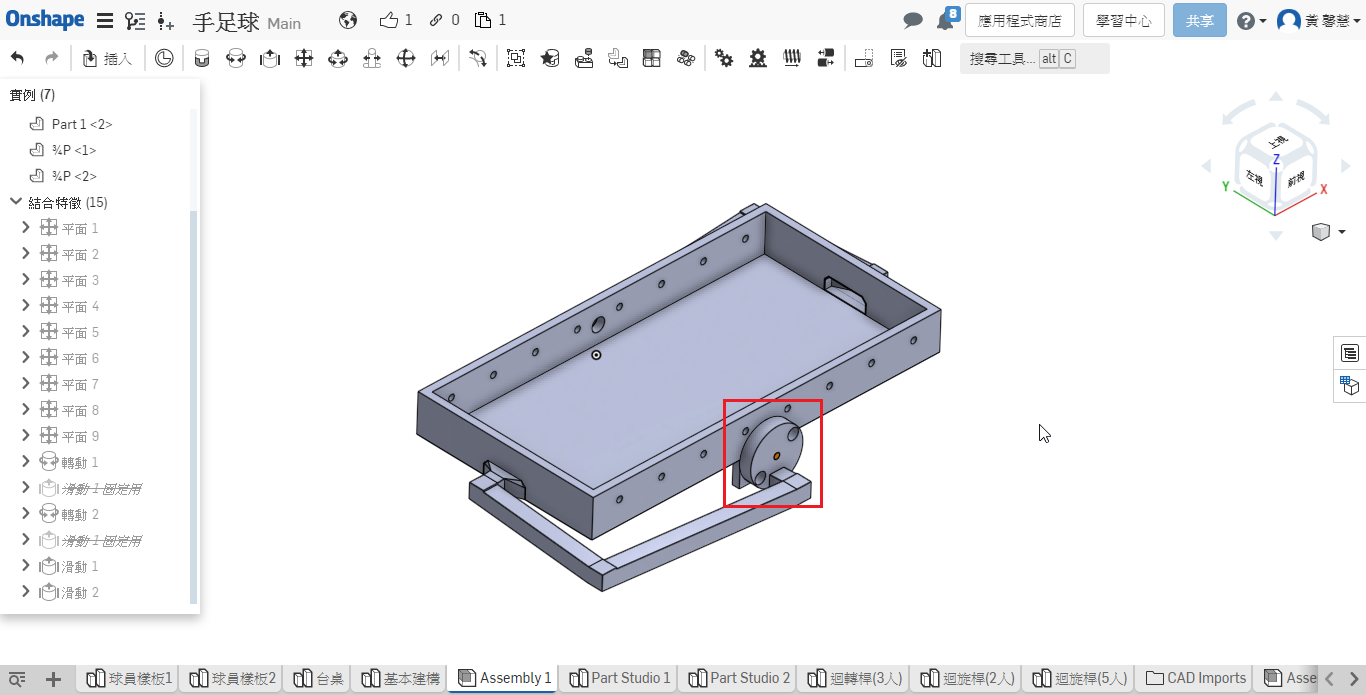 Onshape 手足球 Main 1 0 1 8 應用程式商店 學習中心 共享 黃馨慧
插入 搜尋工具... alt C
實例 (7)
Part 1 <2>
¾P <1>
¾P <2>
結合特徵 (15)
平面 1
平面 2
平面 3
平面 4
平面 5
平面 6
平面 7
平面 8
平面 9
轉動 1
滑動 1 固定用
轉動 2
滑動 1 固定用
滑動 1
滑動 2
上視
Z
左視 前視
Y X
球員樣板1 球員樣板2 台桌 基本建構 Assembly 1 Part Studio 1 Part Studio 2 迴轉桿(3人) 迴旋桿(2人) 迴旋桿(5人) CAD Imports Asse